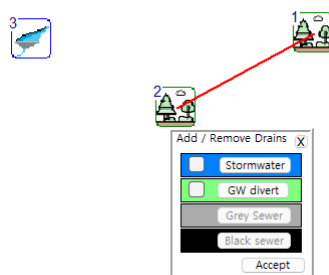 3
1
2
Add / Remove Drains X
Stormwater
GW divert
Grey Sewer
Black sewer
Accept